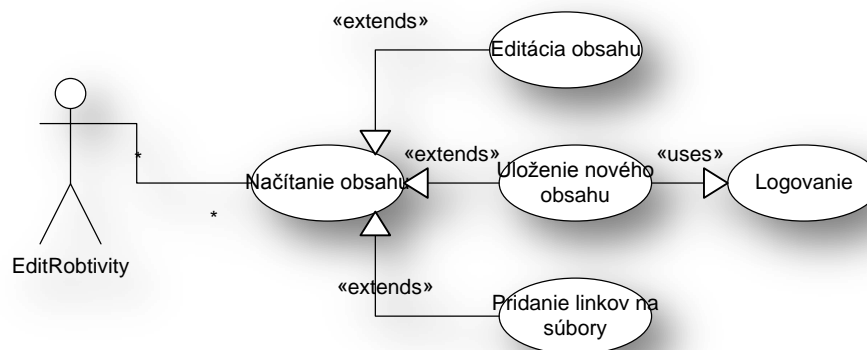 «extends»
Editácia obsahu
*
Načítanie obsahu
«extends»
Uloženie nového
obsahu
«uses»
Logovanie
*
EditRobtivity
«extends»
Pridanie linkov na
súbory